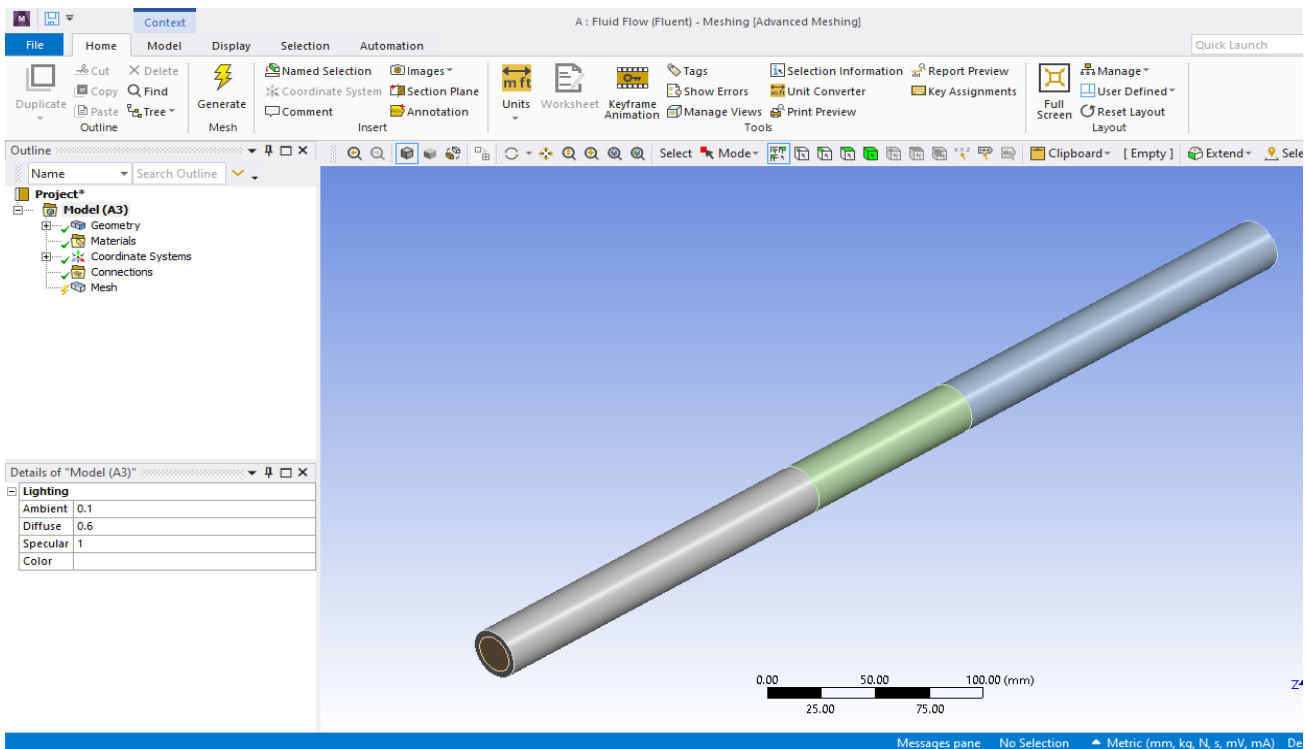 M
Context
A : Fluid Flow (Fluent) - Meshing [Advanced Meshing]
File Home Model Display Selection Automation Quick Launch
Duplicate
Cut
Copy
Paste
Delete
Find
Tree
Outline
Generate
Mesh
Named Selection
Coordinate System
Comment
Images
Section Plane
Annotation
Insert
m ft
Units
Worksheet
Keyframe
Animation
Tags
Show Errors
Manage Views
Selection Information
Unit Converter
Print Preview
Report Preview
Key Assignments
Tools
Full
Screen
Manage
User Defined
Reset Layout
Layout
Outline
Name Search Outline
Select Mode Clipboard [ Empty ] Extend Sele
Project*
Model (A3)
Geometry
Materials
Coordinate Systems
Connections
Mesh
Details of "Model (A3)"
Lighting
Ambient 0.1
Diffuse 0.6
Specular 1
Color
0.00 50.00 100.00 (mm)
25.00 75.00
Z
Messages pane No Selection Metric (mm, kg, N, s, mV, mA) De